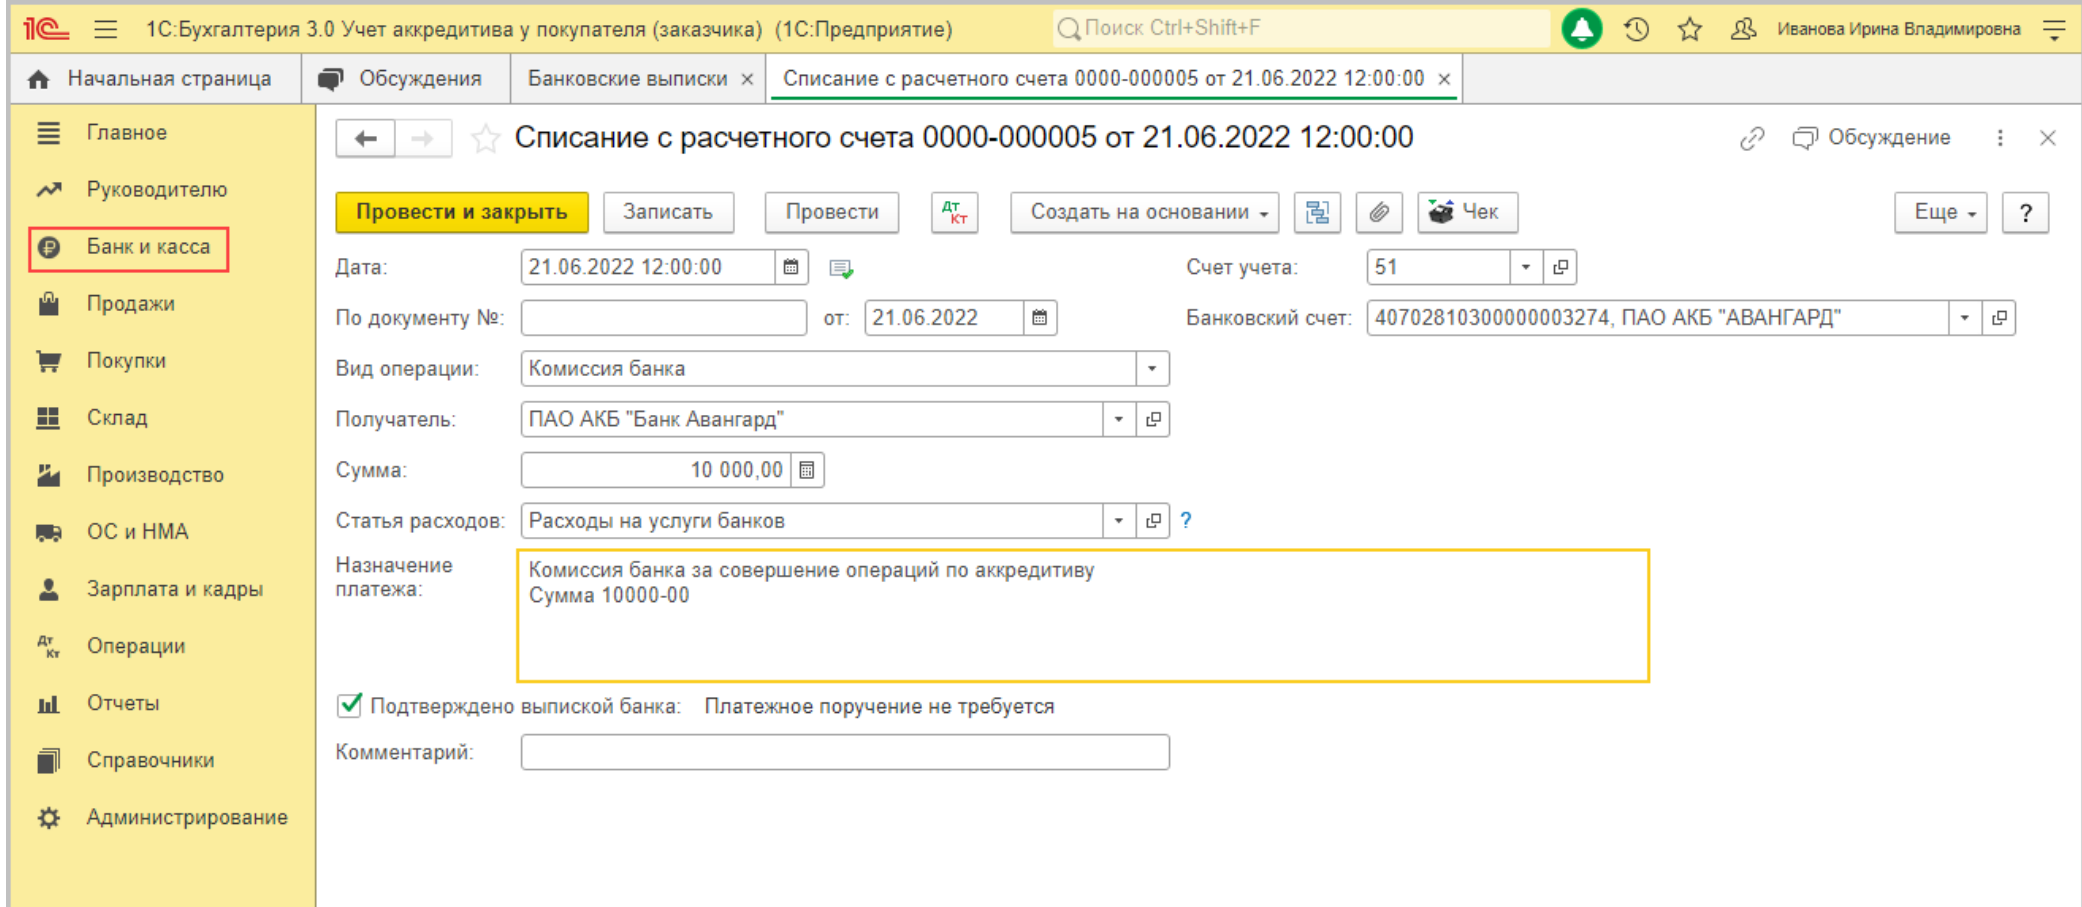 1С:Бухгалтерия 3.0 Учет аккредитива у покупателя (заказчика) (1С:Предприятие)
Поиск Ctrl+Shift+F
Иванова Ирина Владимировна
Начальная страница
Обсуждения
Банковские выписки ×
Списание с расчетного счета 0000-000005 от 21.06.2022 12:00:00 ×
Главное
Руководителю
Банк и касса
Продажи
Покупки
Склад
Производство
ОС и НМА
Зарплата и кадры
Операции
Отчеты
Справочники
Администрирование
Списание с расчетного счета 0000-000005 от 21.06.2022 12:00:00
Обсуждение
Провести и закрыть
Записать
Провести
Дт
Кт
Создать на основании
Чек
Еще
?
Дата: 21.06.2022 12:00:00
Счет учета: 51
По документу №: от: 21.06.2022
Банковский счет: 40702810300000003274, ПАО АКБ "АВАНГАРД"
Вид операции: Комиссия банка
Получатель: ПАО АКБ "Банк Авангард"
Сумма: 10 000,00
Статья расходов: Расходы на услуги банков ?
Назначение
платежа:
Комиссия банка за совершение операций по аккредитиву
Сумма 10000-00
Подтверждено выпиской банка: Платежное поручение не требуется
Комментарий: